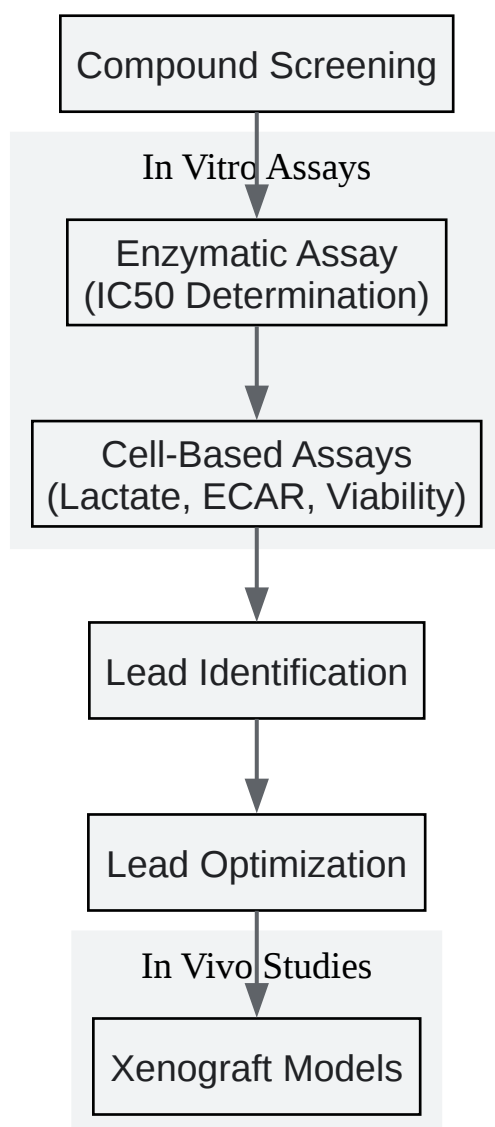 Compound Screening
In Vitro Assays
Enzymatic Assay
(IC50 Determination)
Cell-Based Assays
(Lactate, ECAR, Viability)
Lead Identification
Lead Optimization
In Vivo Studies
Xenograft Models